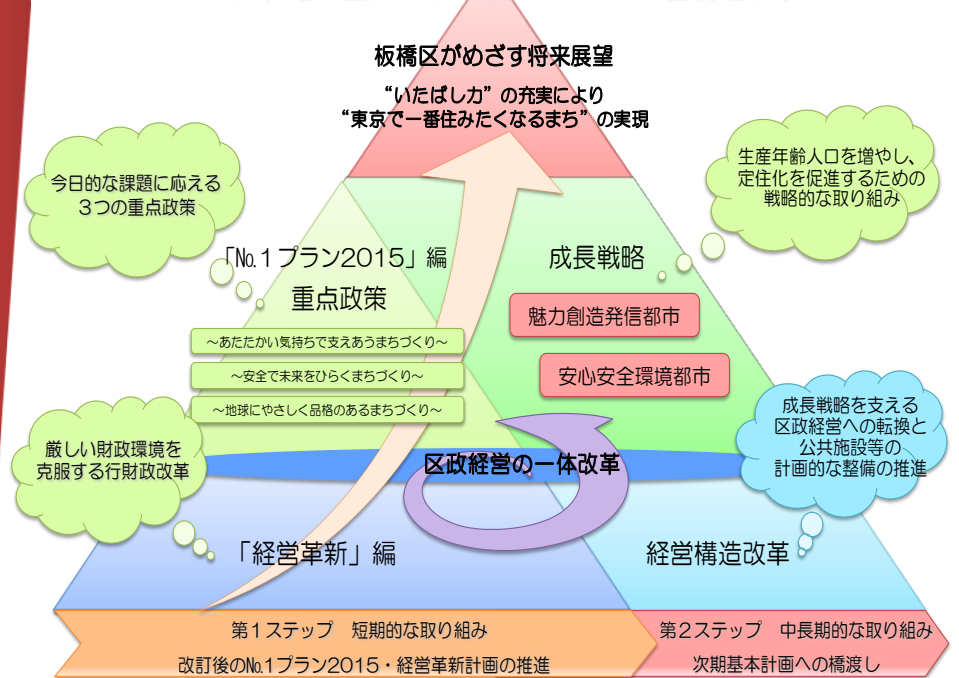 板橋区がめざす将来展望
“いたばし力”の充実により
“東京で一番住みたくなるまち”の実現
今日的な課題に応える
３つの重点政策
生産年齢人口を増やし、
定住化を促進するための
戦略的な取り組み
「№１プラン2015」編
重点政策
～あたたかい気持ちで支えあうまちづくり～
～安全で未来をひらくまちづくり～
～地球にやさしく品格のあるまちづくり～
成長戦略
魅力創造発信都市
安心安全環境都市
厳しい財政環境を
克服する行財政改革
成長戦略を支える
区政経営への転換と
公共施設等の
計画的な整備の推進
区政経営の一体改革
「経営革新」編
経営構造改革
第１ステップ　短期的な取り組み
改訂後の№1プラン2015・経営革新計画の推進
第２ステップ　中長期的な取り組み
次期基本計画への橋渡し